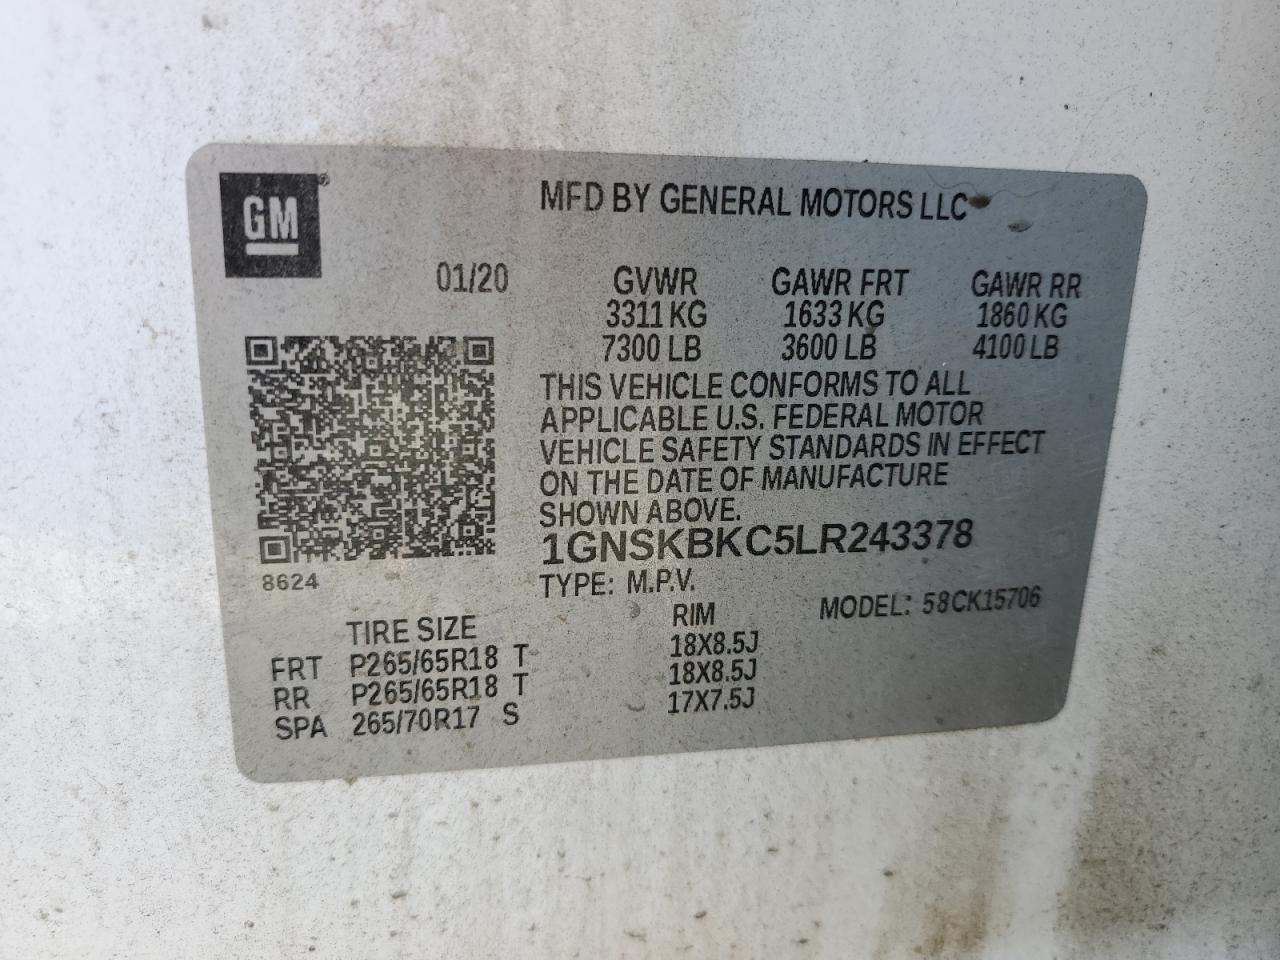 GM®
MFD BY GENERAL MOTORS LLC
01/20
GVWR GAWR FRT GAWR RR
3311 KG 1633 KG 1860 KG
7300 LB 3600 LB 4100 LB
THIS VEHICLE CONFORMS TO ALL
APPLICABLE U.S. FEDERAL MOTOR
VEHICLE SAFETY STANDARDS IN EFFECT
ON THE DATE OF MANUFACTURE
SHOWN ABOVE.
1GNSKBKC5LR243378
8624
TYPE: M.P.V.
MODEL: 58CK15706
TIRE SIZE RIM
FRT P265/65R18 T 18X8.5J
RR P265/65R18 T 18X8.5J
SPA 265/70R17 S 17X7.5J